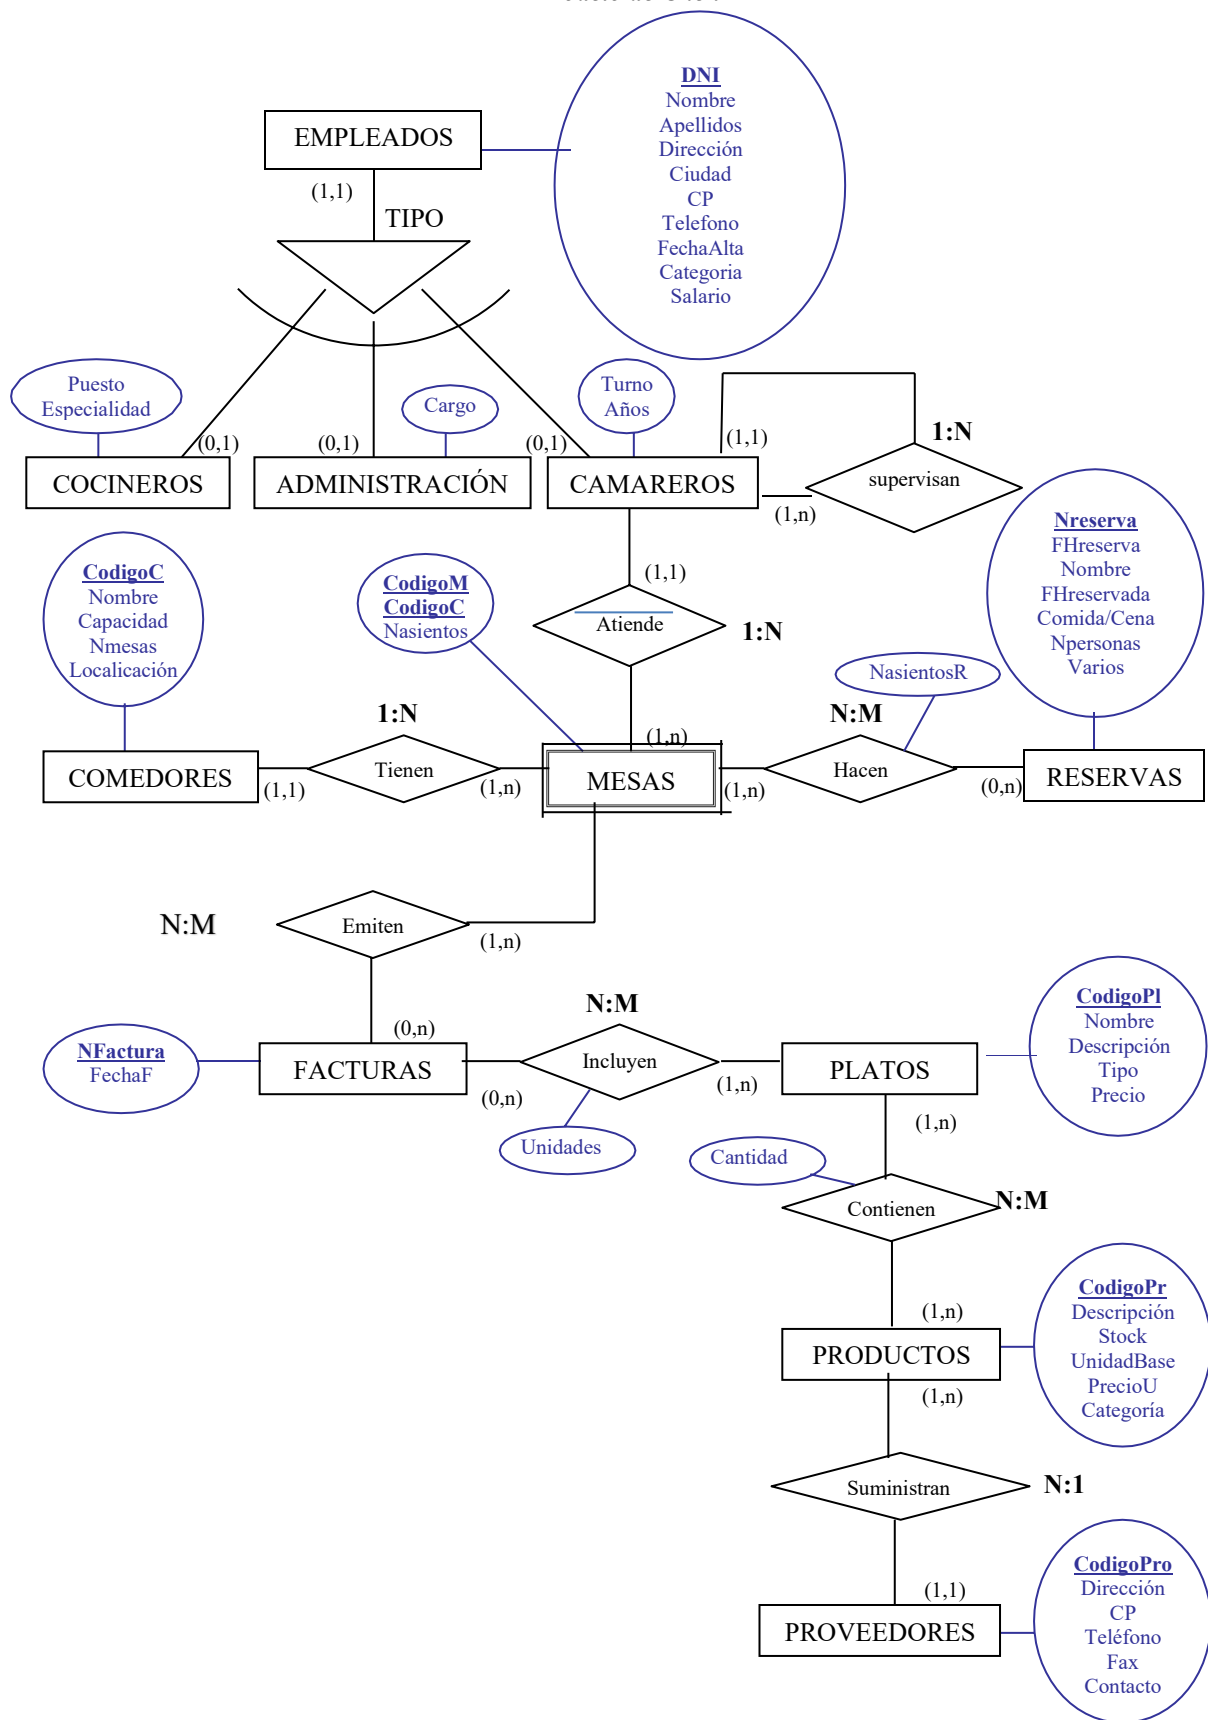 DNI
Nombre
Apellidos
Dirección
Ciudad
CP
Telefono
FechaAlta
Categoria
Salario
EMPLEADOS
(1,1)
TIPO
Puesto
Especialidad
Cargo
Turno
Años
(0,1)
(0,1)
(0,1)
(1,1)
1:N
COCINEROS
ADMINISTRACIÓN
CAMAREROS
supervisan
(1,n)
Nreserva
FHreserva
Nombre
FHreservada
Comida/Cena
Npersonas
Varios
CodigoC
Nombre
Capacidad
Nmesas
Localicación
CodigoM
CodigoC
Nasientos
(1,1)
Atiende
1:N
NasientosR
1:N
(1,n)
N:M
COMEDORES
(1,1)
Tienen
(1,n)
MESAS
(1,n)
Hacen
(0,n)
RESERVAS
N:M
Emiten
(1,n)
(0,n)
N:M
NFactura
FechaF
FACTURAS
(0,n)
Incluyen
(1,n)
PLATOS
CodigoPl
Nombre
Descripción
Tipo
Precio
Unidades
(1,n)
Cantidad
Contienen
N:M
(1,n)
PRODUCTOS
(1,n)
CodigoPr
Descripción
Stock
UnidadBase
PrecioU
Categoría
Suministran
N:1
(1,1)
PROVEEDORES
CodigoPro
Dirección
CP
Teléfono
Fax
Contacto